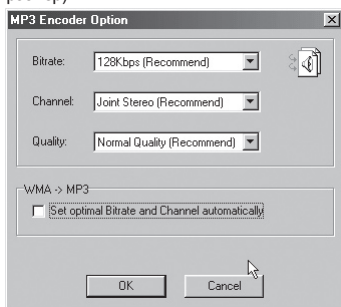 MP3 Encoder Option
Bitrate: 128Kbps (Recommend)
Channel: Joint Stereo (Recommend)
Quality: Normal Quality (Recommend)
WMA -> MP3
Set optimal Bitrate and Channel automatically
OK Cancel